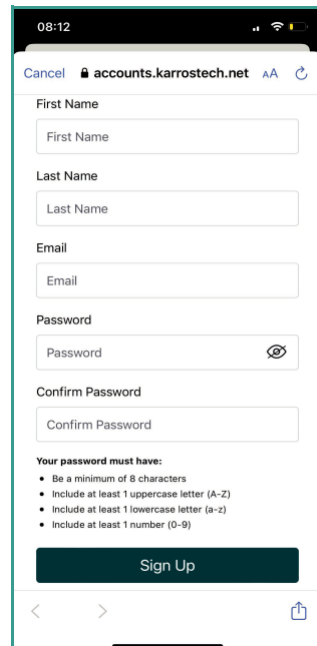 08:12
Cancel accounts.karrostech.net AA
First Name
First Name
Last Name
Last Name
Email
Email
Password
Password
Confirm Password
Confirm Password
Your password must have:
• Be a minimum of 8 characters
• Include at least 1 uppercase letter (A-Z)
• Include at least 1 lowercase letter (a-z)
• Include at least 1 number (0-9)
Sign Up